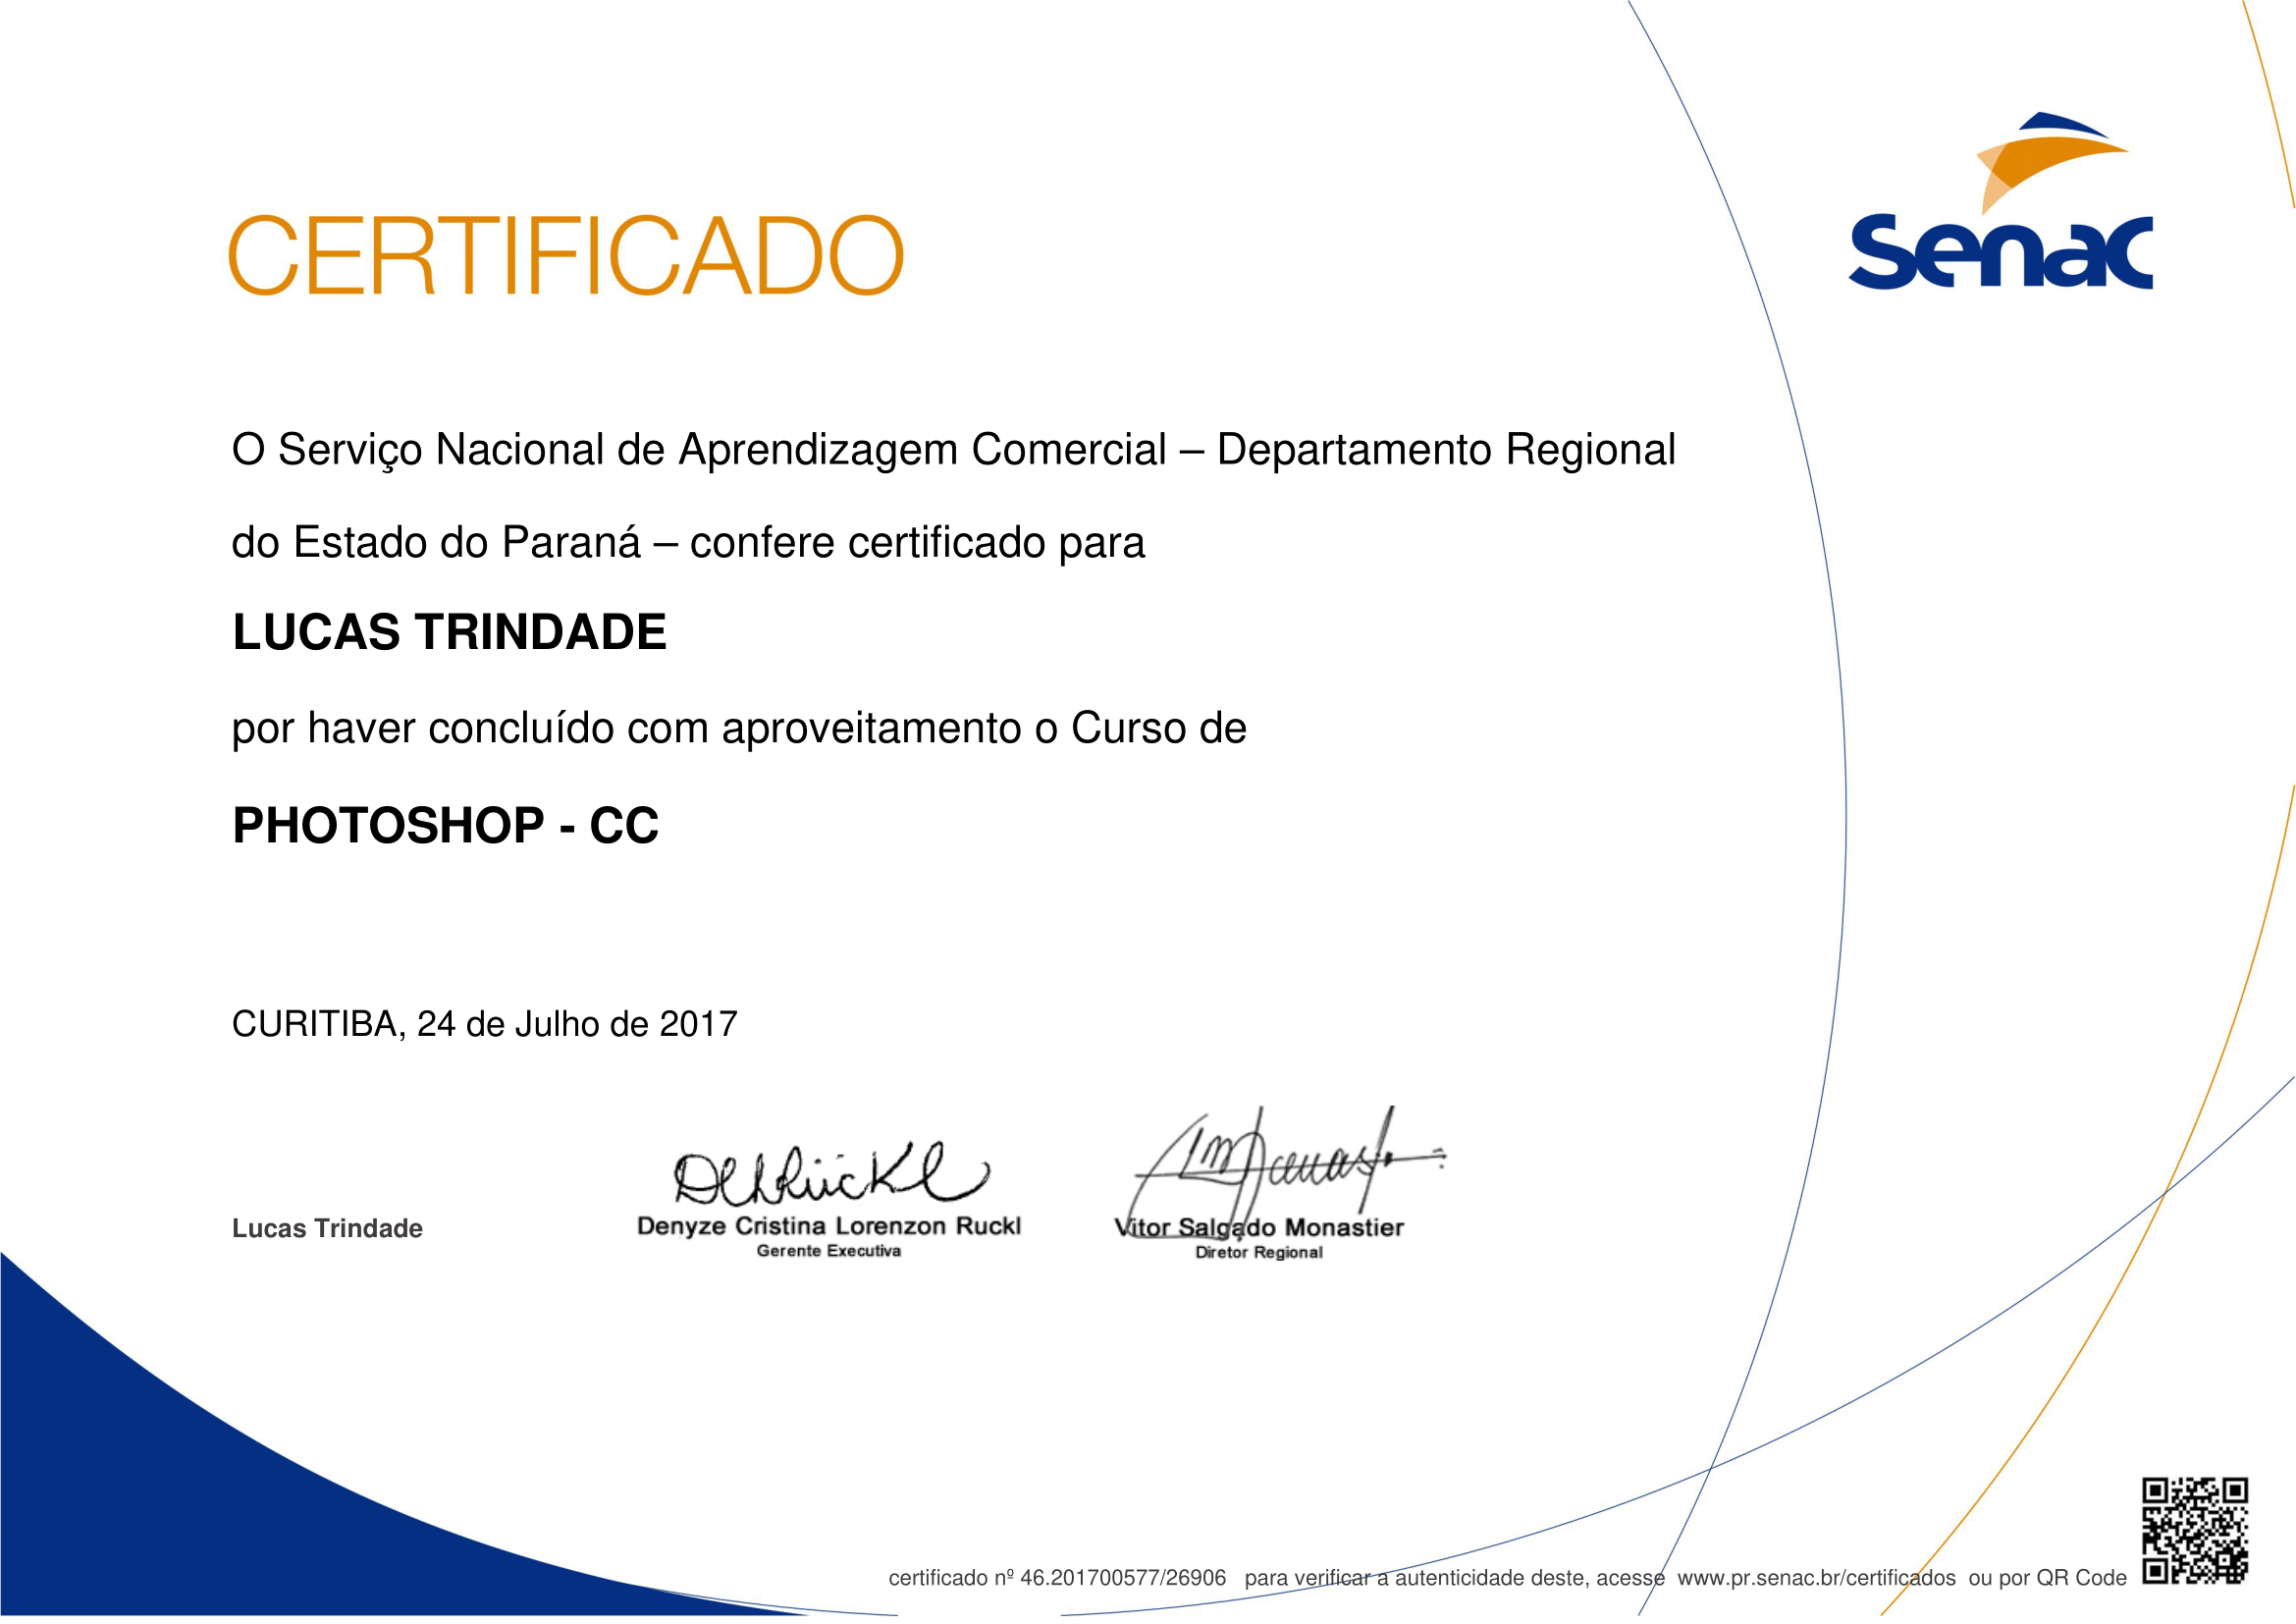 CERTIFICADO
senac
O Serviço Nacional de Aprendizagem Comercial – Departamento Regional
do Estado do Paraná – confere certificado para
LUCAS TRINDADE
por haver concluído com aproveitamento o Curso de
PHOTOSHOP - CC
CURITIBA, 24 de Julho de 2017
Lucas Trindade
Denyze Cristina Lorenzon Ruckl
Gerente Executiva
Vitor Salgado Monastier
Diretor Regional
certificado nº 46.201700577/26906 para verificar a autenticidade deste, acesse www.pr.senac.br/certificados ou por QR Code